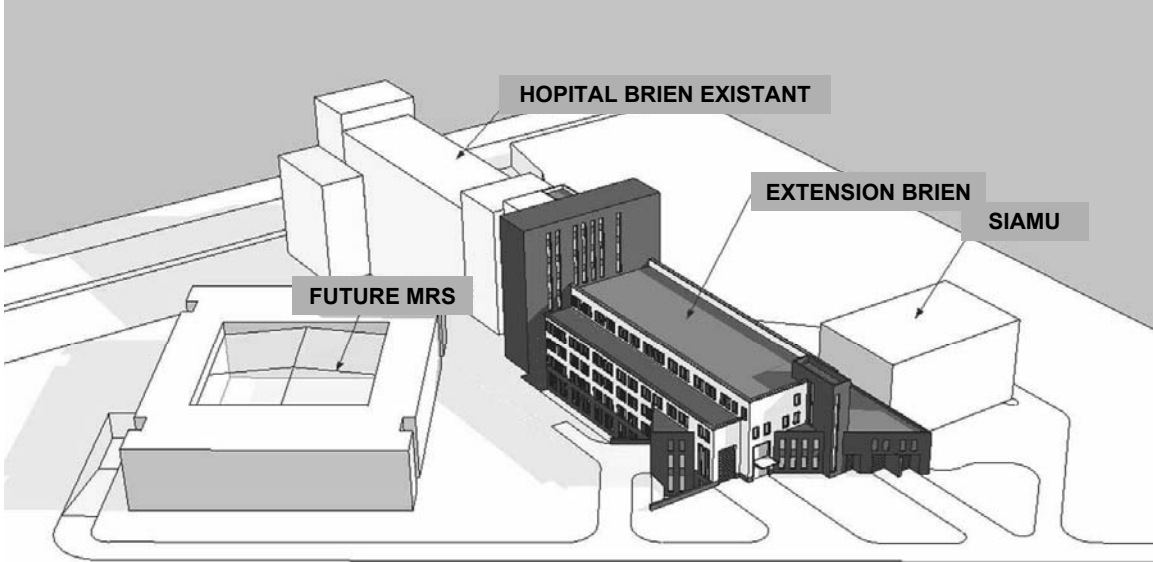 HOPITAL BRIEN EXISTANT
EXTENSION BRIEN
SIAMU
FUTURE MRS